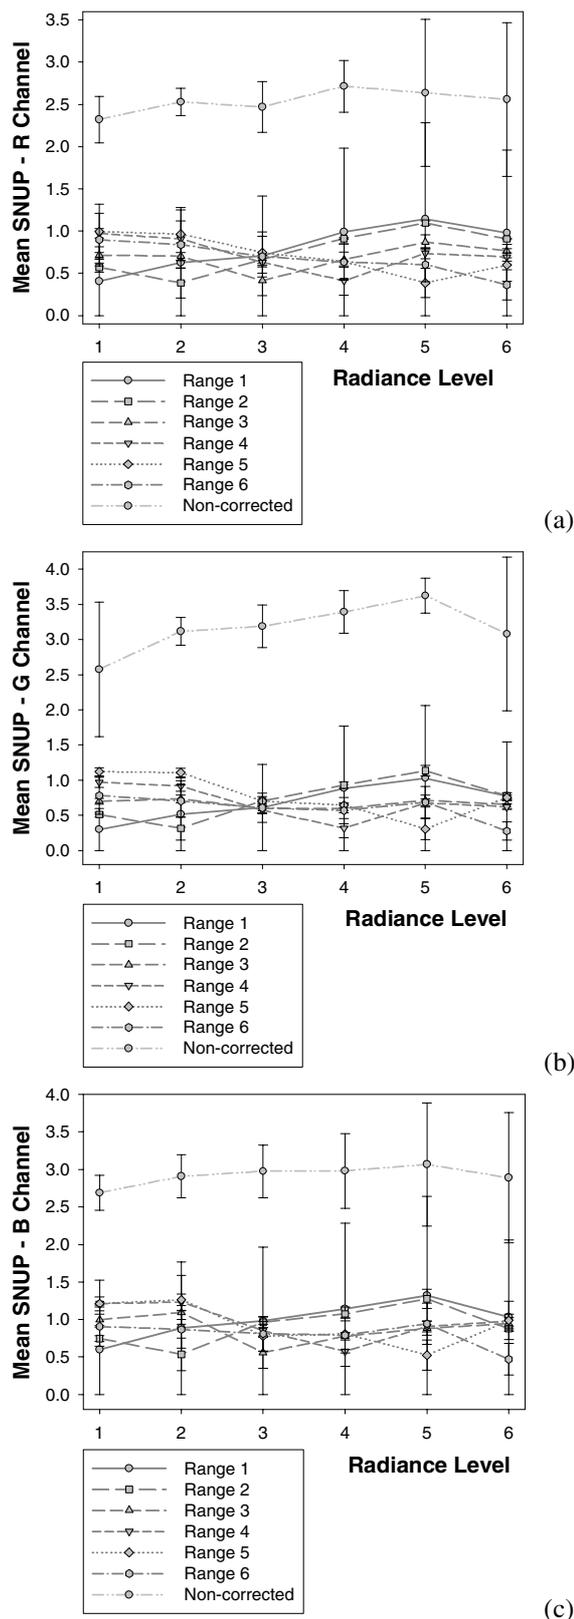 3.5
3.0
2.5
2.0
1.5
1.0
0.5
0.0
Mean SNUP - R Channel
1 2 3 4 5 6
Radiance Level
Range 1
Range 2
Range 3
Range 4
Range 5
Range 6
Non-corrected
(a)
4.0
3.5
3.0
2.5
2.0
1.5
1.0
0.5
0.0
Mean SNUP - G Channel
1 2 3 4 5 6
Radiance Level
Range 1
Range 2
Range 3
Range 4
Range 5
Range 6
Non-corrected
(b)
4.0
3.5
3.0
2.5
2.0
1.5
1.0
0.5
0.0
Mean SNUP - B Channel
1 2 3 4 5 6
Radiance Level
Range 1
Range 2
Range 3
Range 4
Range 5
Range 6
Non-corrected
(c)